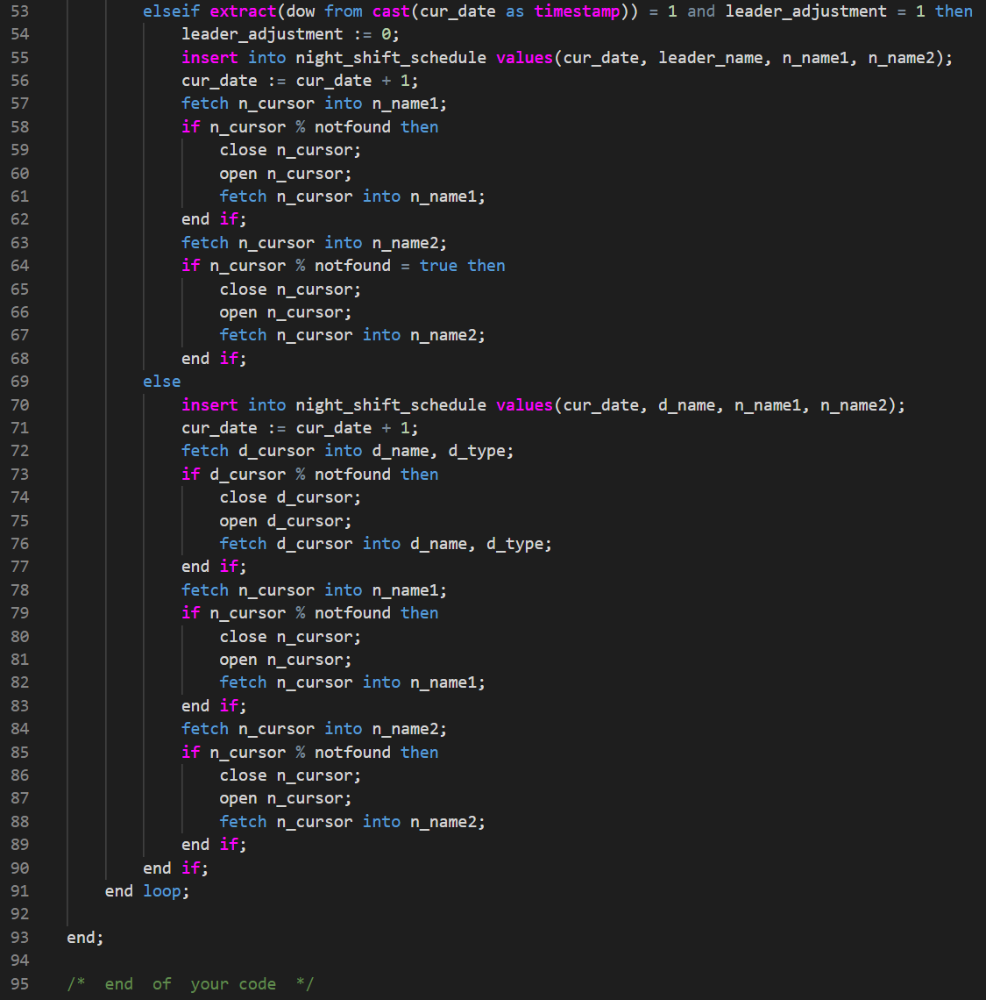 53 elseif extract(dow from cast(cur_date as timestamp)) = 1 and leader_adjustment = 1 then
54 leader_adjustment := 0;
55 insert into night_shift_schedule values(cur_date, leader_name, n_name1, n_name2);
56 cur_date := cur_date + 1;
57 fetch n_cursor into n_name1;
58 if n_cursor % notfound then
59 close n_cursor;
60 open n_cursor;
61 fetch n_cursor into n_name1;
62 end if;
63 fetch n_cursor into n_name2;
64 if n_cursor % notfound = true then
65 close n_cursor;
66 open n_cursor;
67 fetch n_cursor into n_name2;
68 end if;
69 else
70 insert into night_shift_schedule values(cur_date, d_name, n_name1, n_name2);
71 cur_date := cur_date + 1;
72 fetch d_cursor into d_name, d_type;
73 if d_cursor % notfound then
74 close d_cursor;
75 open d_cursor;
76 fetch d_cursor into d_name, d_type;
77 end if;
78 fetch n_cursor into n_name1;
79 if n_cursor % notfound then
80 close n_cursor;
81 open n_cursor;
82 fetch n_cursor into n_name1;
83 end if;
84 fetch n_cursor into n_name2;
85 if n_cursor % notfound then
86 close n_cursor;
87 open n_cursor;
88 fetch n_cursor into n_name2;
89 end if;
90 end if;
91 end loop;
92
93 end;
94
95 /* end of your code */